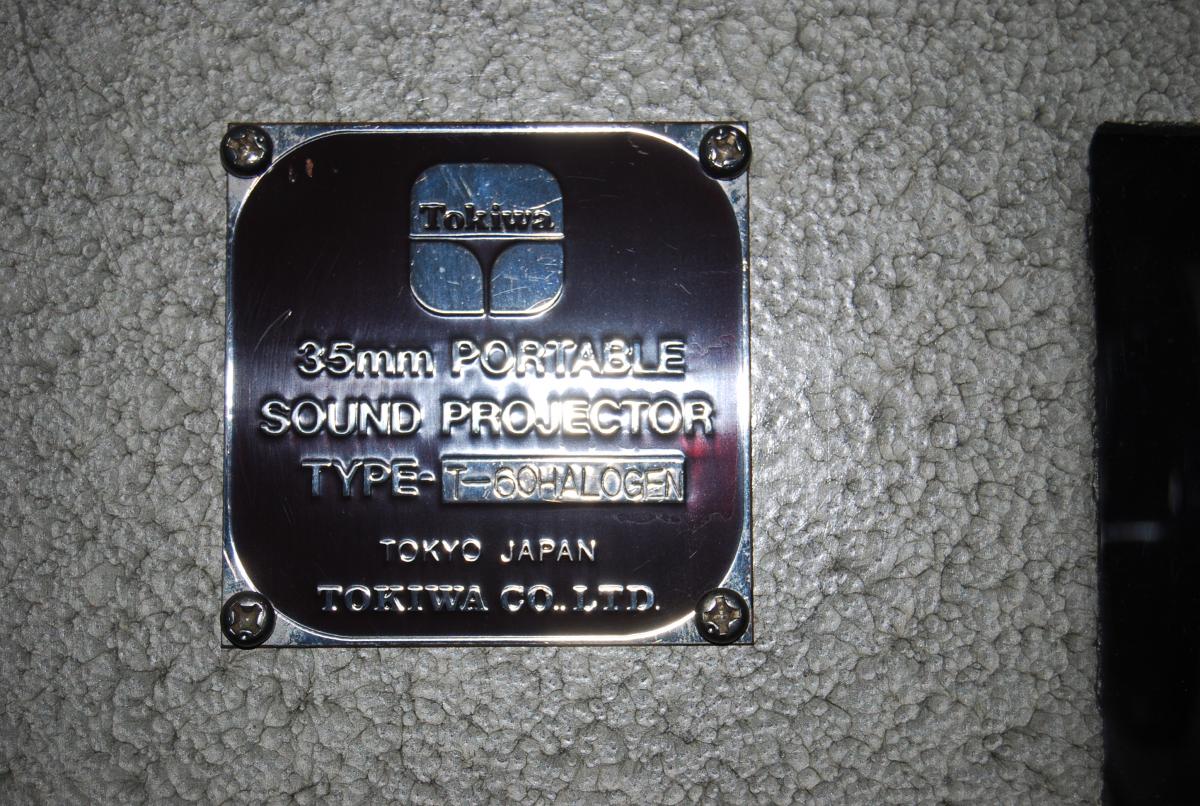 Tokiwa
35mm PORTABLE
SOUND PROJECTOR
TYPE- T-60HALOGEN
TOKYO JAPAN
TOKIWA CO., LTD.